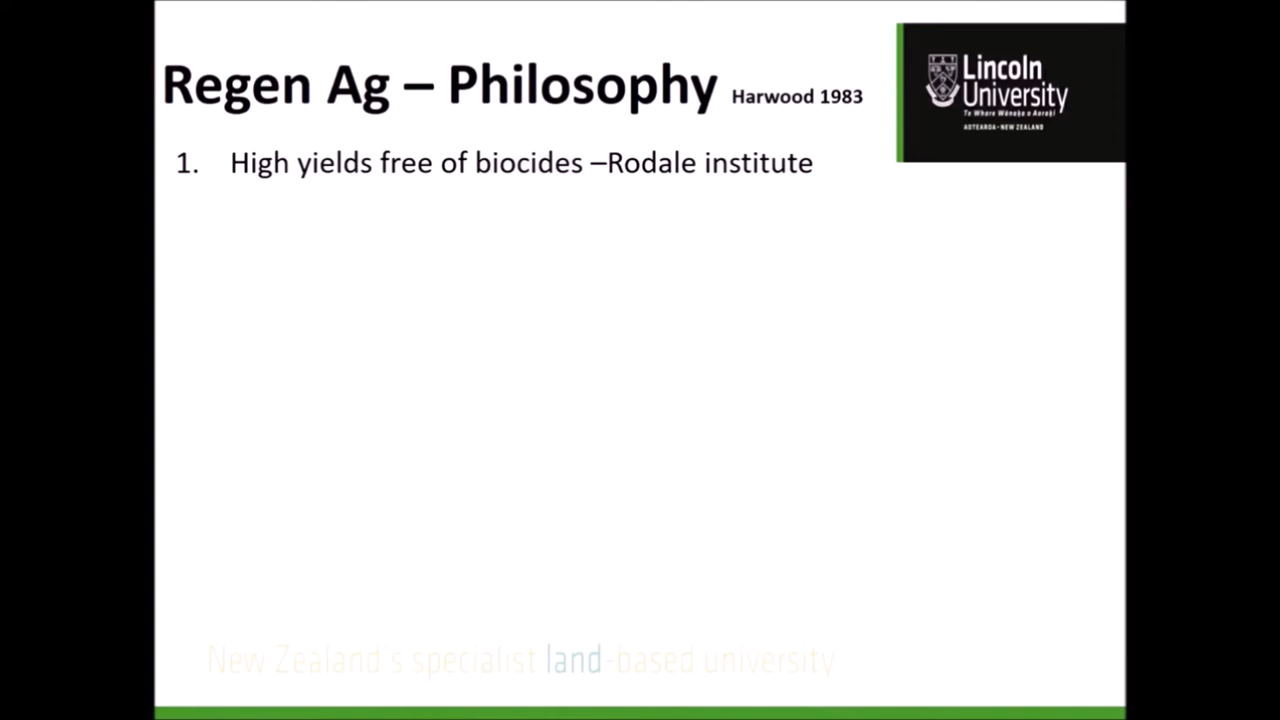 Regen Ag – Philosophy Harwood 1983
Lincoln
University
Te Whare Wānaka o Aoraki
AOTEAROA • NEW ZEALAND
1. High yields free of biocides –Rodale institute
New Zealand's specialist land-based university